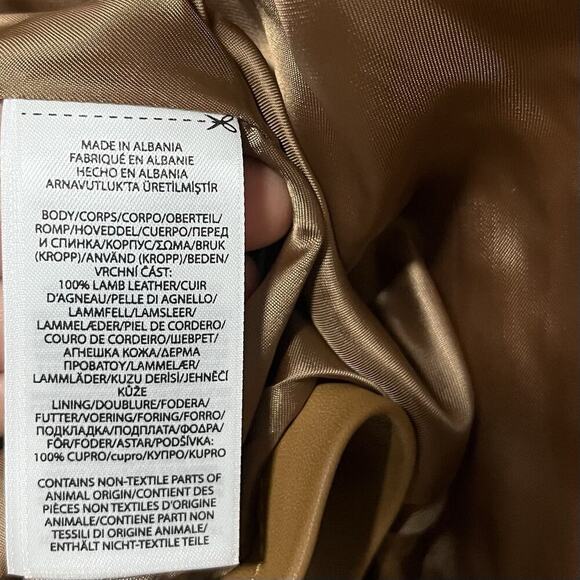 MADE IN ALBANIA
FABRIQUÉ EN ALBANIE
HECHO EN ALBANIA
ARNAVUTLUK'TA ÜRETİLMİŞTİR
BODY/CORPS/CORPO/OBERTEIL/
ROMP/HOVEDDEL/CUERPO/ПЕРЕД
И СПИНКА/КОРПУС/ΣΩΜΑ/BRUK
(KROPP)/ANVÄND (KROPP)/BEDEN/
VRCHNÍ ČÁST:
100% LAMB LEATHER/CUIR
D'AGNEAU/PELLE DI AGNELLO/
LAMMFELL/LAMSLEER/
LAMMELÆDER/PIEL DE CORDERO/
COURO DE CORDEIRO/ШЕВРЕТ/
АГНЕШКА КОЖА/ΔΕΡΜΑ
ΠΡΟΒΑΤΟΥ/LAMMELÆR/
LAMMLÄDER/KUZU DERİSİ/JEHNĚČÍ
KŮŽE
LINING/DOUBLURE/FODERA/
FUTTER/VOERING/FORING/FORRO/
ПОДКЛАДКА/ПОДПЛАТА/ΦΟΔΡΑ/
FÔR/FODER/ASTAR/PODŠÍVKA:
100% CUPRO/cupro/КУПРО/KUPRO
CONTAINS NON-TEXTILE PARTS OF
ANIMAL ORIGIN/CONTIENT DES
PIÈCES NON TEXTILES D'ORIGINE
ANIMALE/CONTIENE PARTI NON
TESSILI DI ORIGINE ANIMALE/
ENTHÄLT NICHT-TEXTILE TEILE